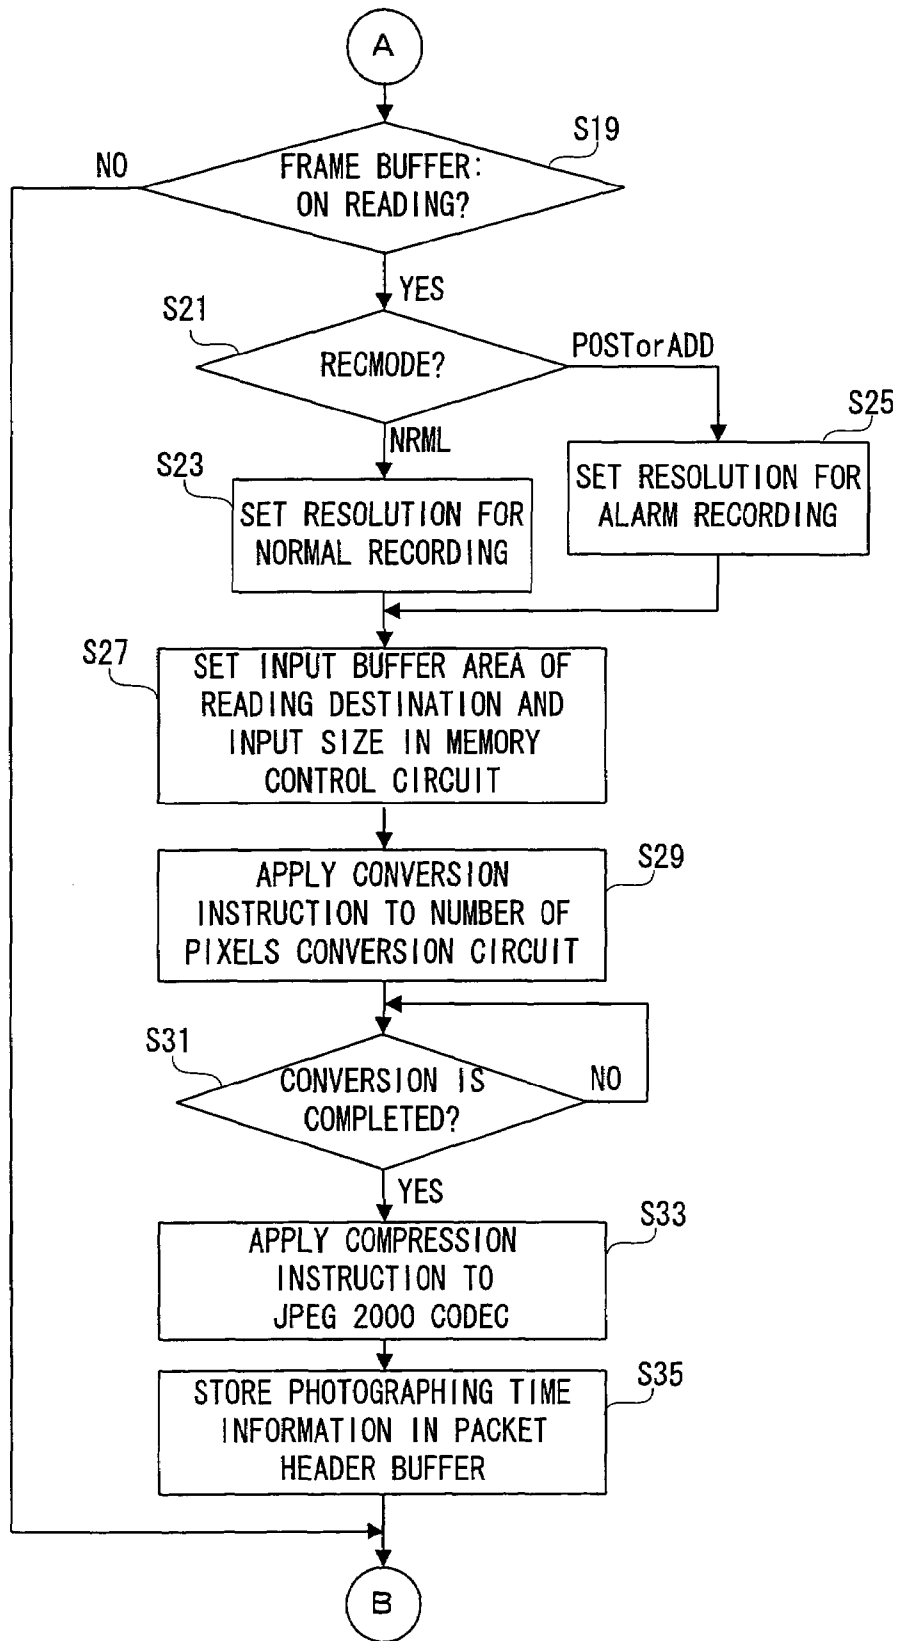 A
S19
NO
FRAME BUFFER:
ON READING?
YES
S21
RECMODE?
POSTorADD
NRML
S25
S23
SET RESOLUTION FOR
ALARM RECORDING
SET RESOLUTION FOR
NORMAL RECORDING
S27
SET INPUT BUFFER AREA OF
READING DESTINATION AND
INPUT SIZE IN MEMORY
CONTROL CIRCUIT
S29
APPLY CONVERSION
INSTRUCTION TO NUMBER OF
PIXELS CONVERSION CIRCUIT
S31
CONVERSION IS
COMPLETED?
NO
YES
S33
APPLY COMPRESSION
INSTRUCTION TO
JPEG 2000 CODEC
S35
STORE PHOTOGRAPHING TIME
INFORMATION IN PACKET
HEADER BUFFER
B